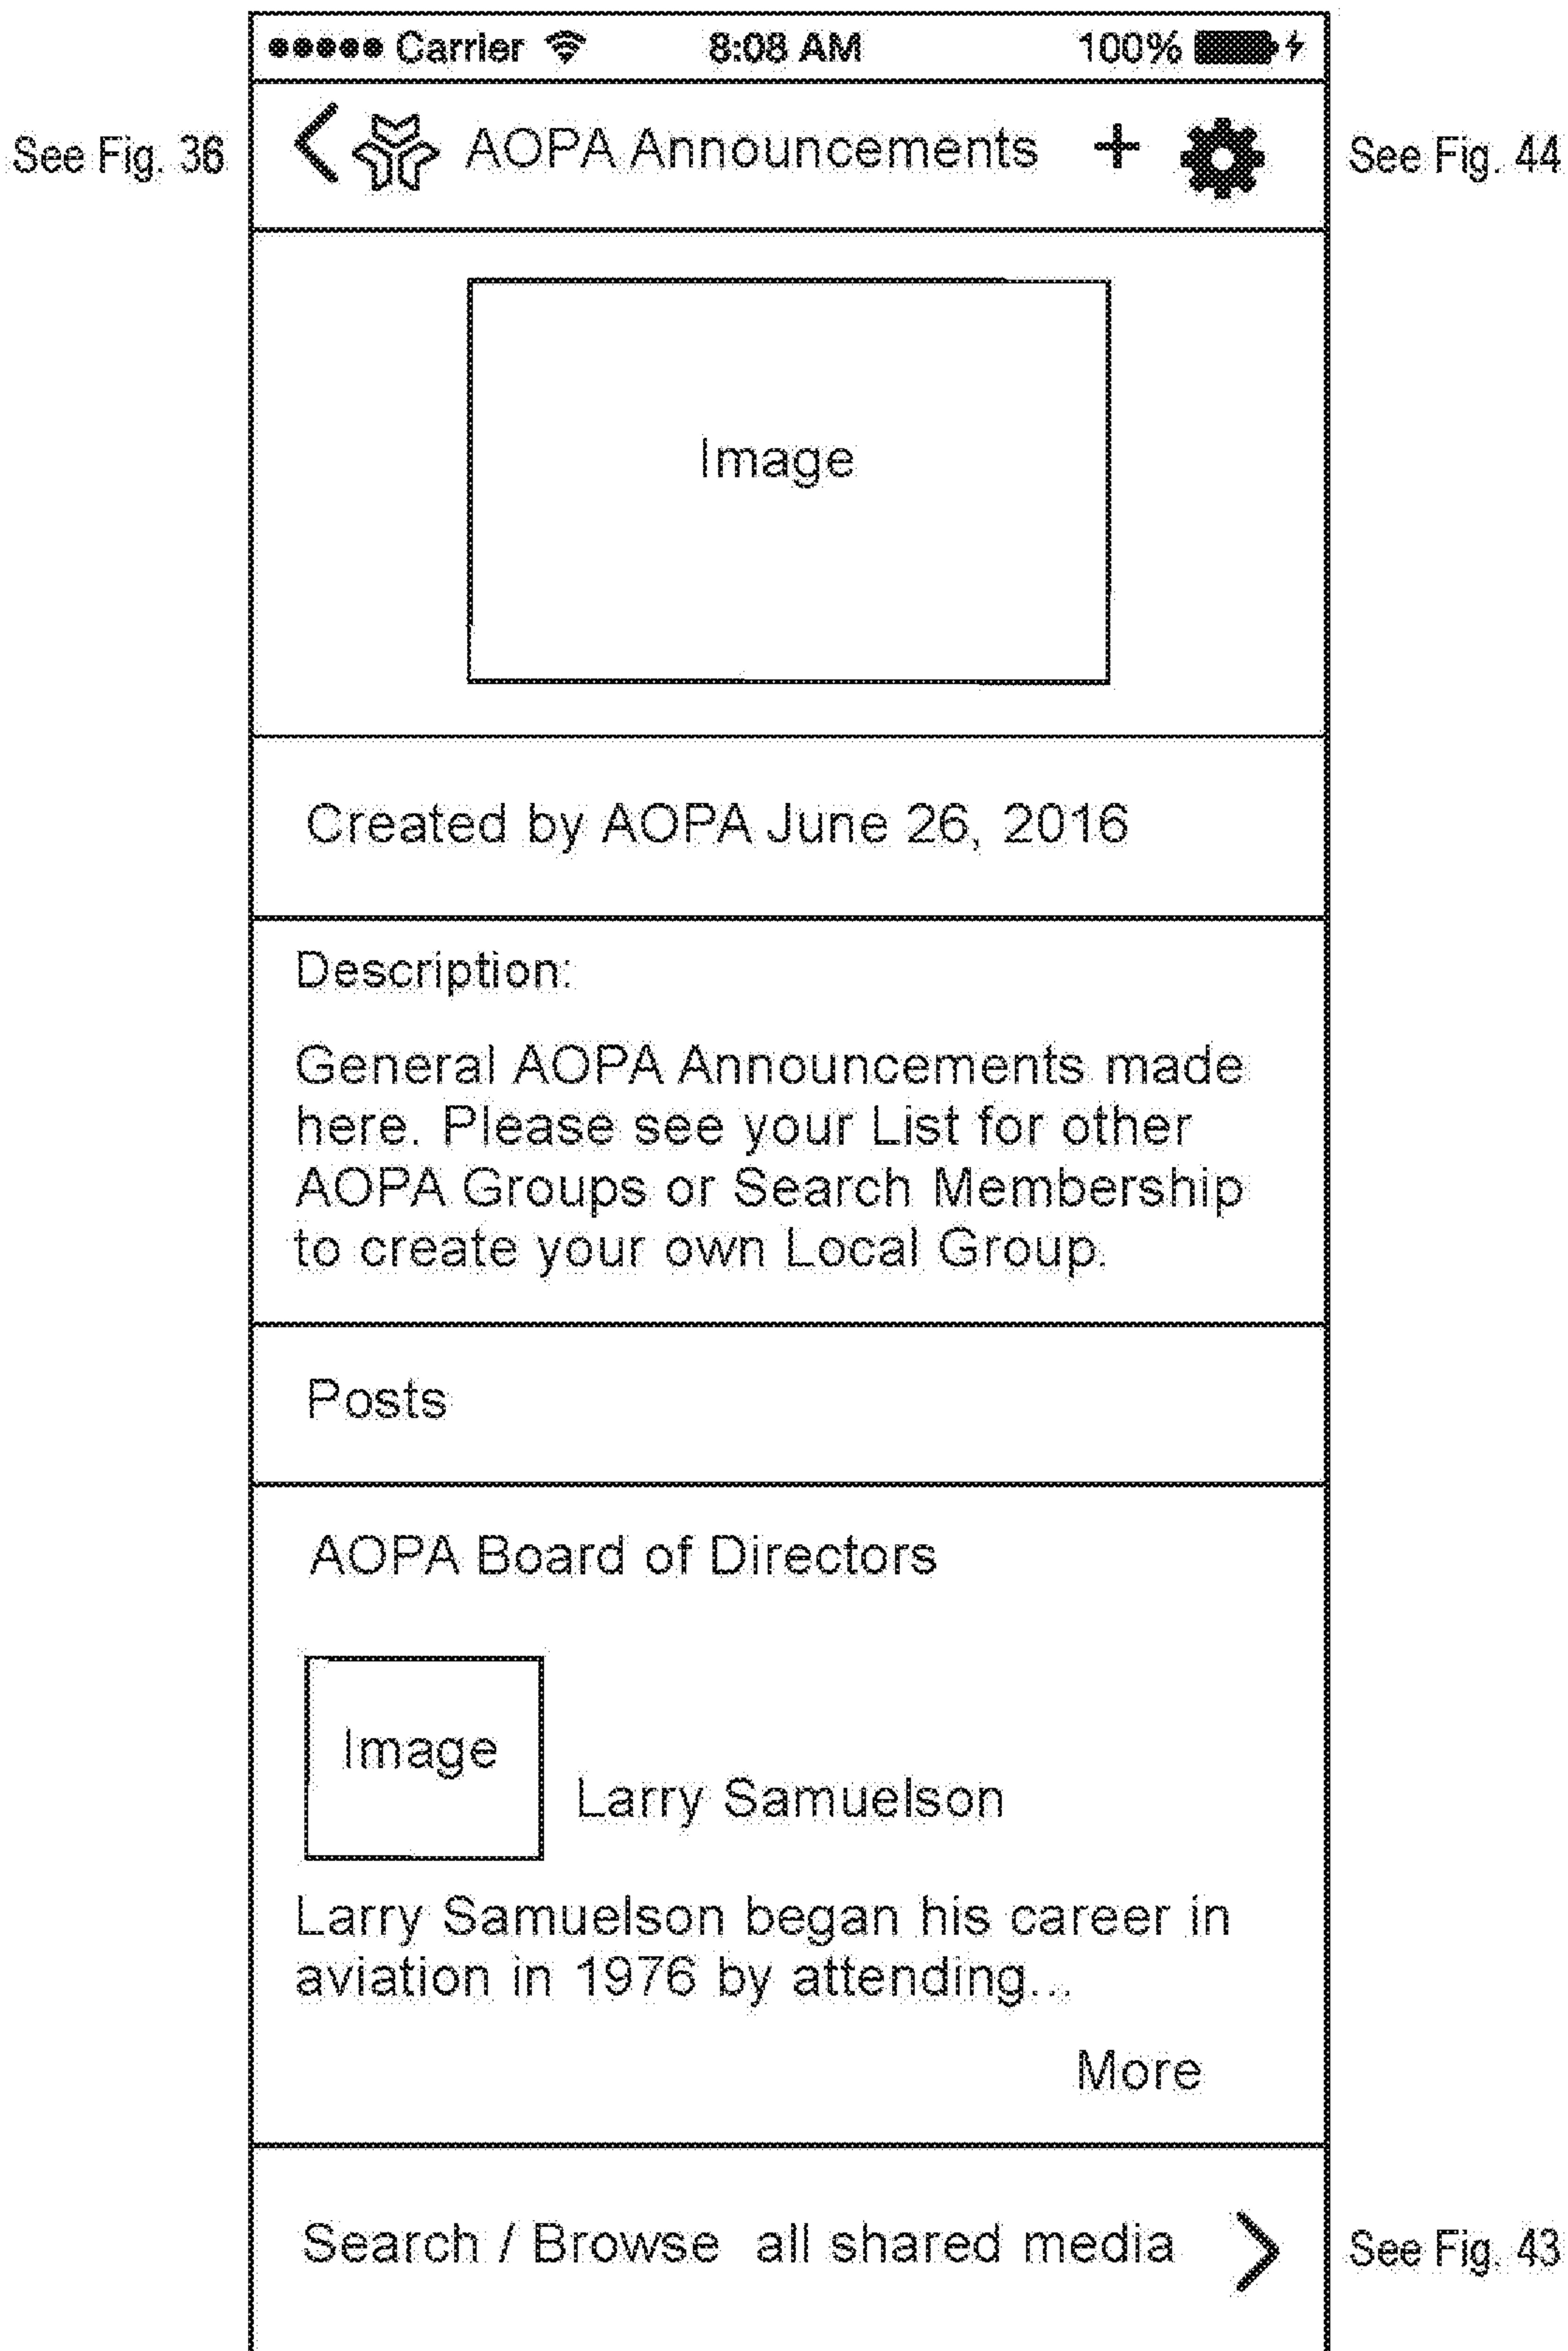 Carrier 8:08 AM 100%
See Fig. 36 AOPA Announcements + See Fig. 44
Image
Created by AOPA June 26, 2016
Description:
General AOPA Announcements made
here. Please see your List for other
AOPA Groups or Search Membership
to create your own Local Group.
Posts
AOPA Board of Directors
Image
Larry Samuelson
Larry Samuelson began his career in
aviation in 1976 by attending...
More
Search / Browse all shared media See Fig. 43